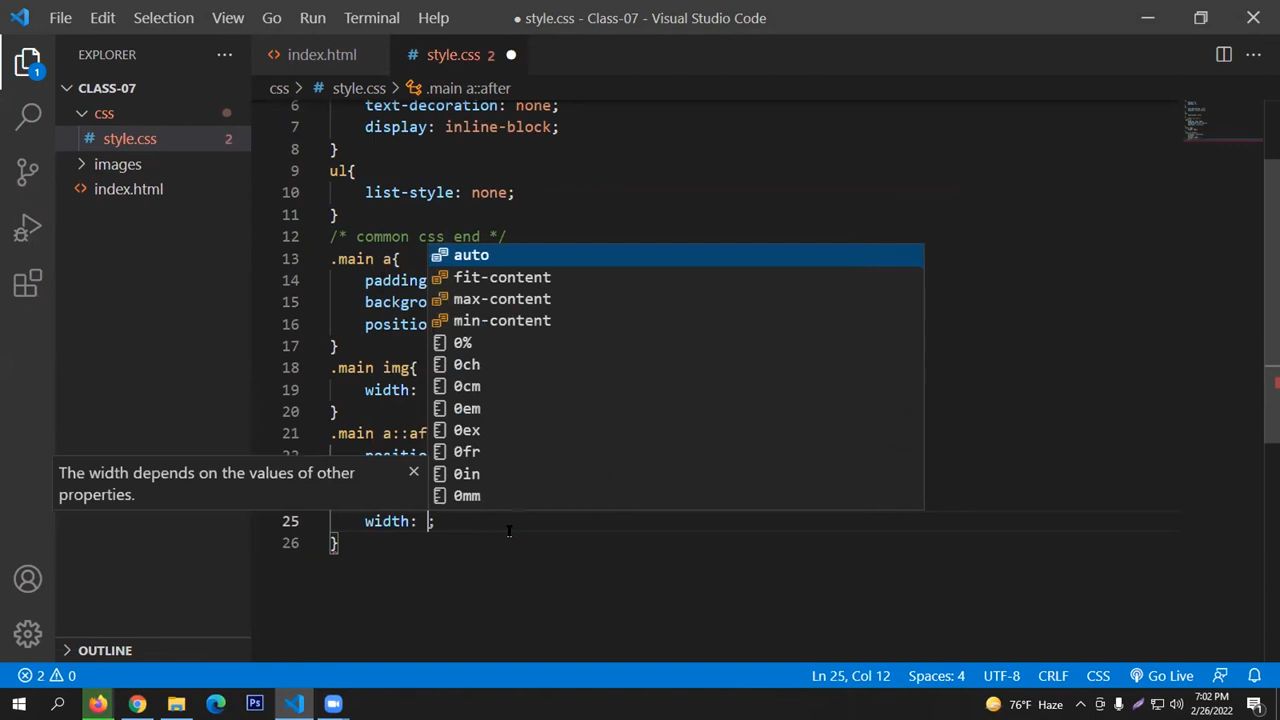 File Edit Selection View Go Run Terminal Help
● style.css - Class-07 - Visual Studio Code
EXPLORER
index.html
# style.css 2
CLASS-07
css > # style.css > .main a::after
css
# style.css 2
images
index.html
6 text-decoration: none;
7 display: inline-block;
8 }
9 ul{
10 list-style: none;
11 }
12 /* common css end */
13 .main a{
14 padding
15 backgro
16 positio
17 }
18 .main img{
19 width:
20 }
21 .main a::af
auto
fit-content
max-content
min-content
0%
0ch
0cm
0em
0ex
0fr
0in
0mm
The width depends on the values of other
properties.
25 width: ;
26 }
OUTLINE
1
2 0
Ln 25, Col 12 Spaces: 4 UTF-8 CRLF CSS Go Live
76°F Haze
7:02 PM
2/26/2022
1